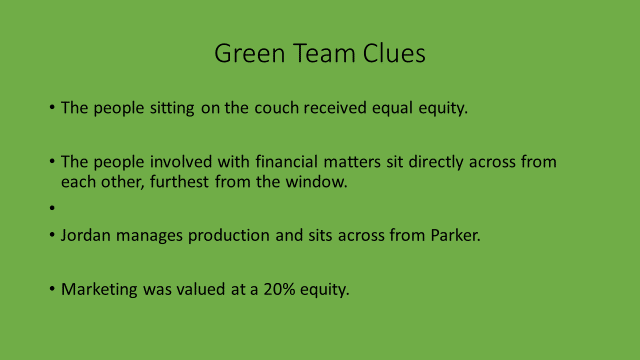 Green Team Clues
• The people sitting on the couch received equal equity.
• The people involved with financial matters sit directly across from
each other, furthest from the window.
•
• Jordan manages production and sits across from Parker.
• Marketing was valued at a 20% equity.